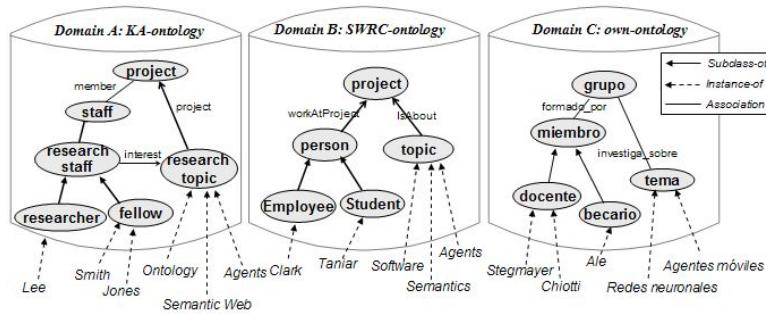 Domain A: KA-ontology
project
member
project
staff
research
staff
interest
research
topic
researcher
fellow
Lee
Smith
Jones
Ontology
Semantic Web
Agents
Domain B: SWRC-ontology
project
workAtProject
IsAbout
person
topic
Employee
Student
Clark
Taniar
Software
Semantics
Agents
Domain C: own-ontology
grupo
formado_por
miembro
investiga_sobre
tema
docente
becario
Stegmayer
Chiotti
Ale
Redes neuronales
Agentes móviles
Subclass-of
Instance-of
Association